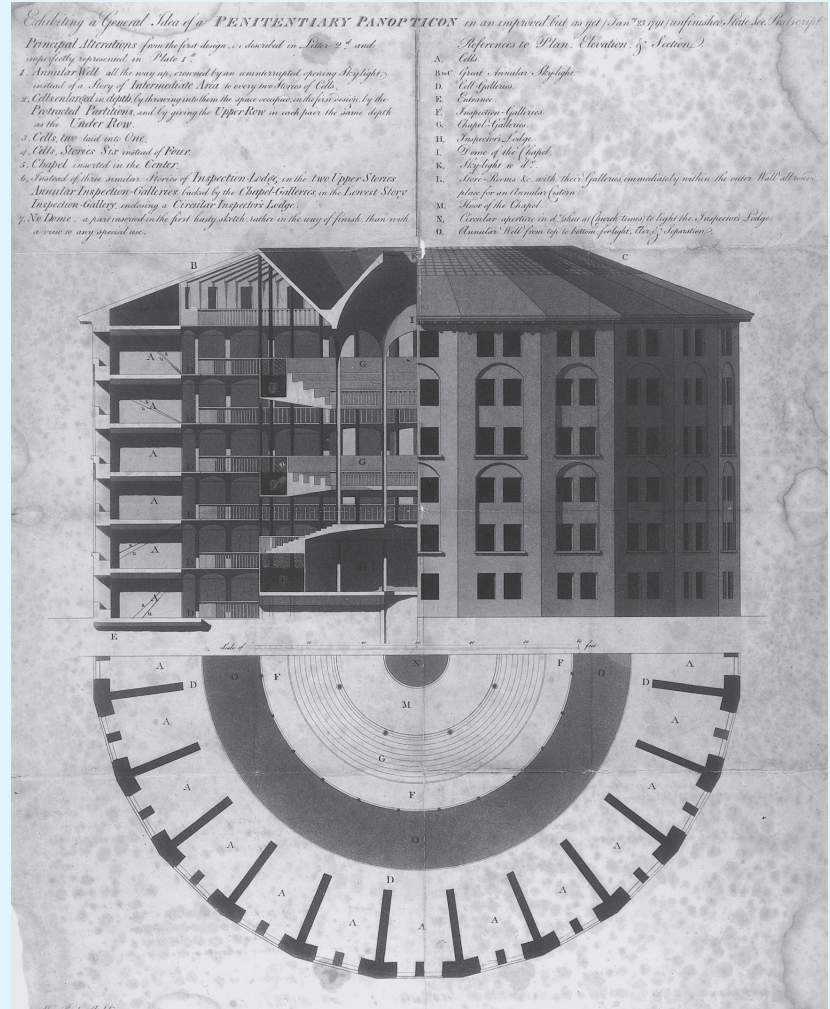 Exhibiting a General Idea of a PENITENTIARY PANOPTICON in an improved but as yet (Jany. 23. 1791) unfinished State. See Postscript
Principal Alterations from the first design, as described in Letter 2d. and
imperfectly represented in Plate 1st.
1. Annular Well all the way up, crowned by an uninterrupted opening Sky-light,
instead of a Story of Intermediate Area to every two Stories of Cells.
2. Cells enlarged in depth, by throwing into them the space occupied, in the first design, by the
Protracted Partitions, and by giving the Upper Row in each pair the same depth
as the Under Row.
3. Cells, two laid into One.
4. Cells, Stories Six instead of Four.
5. Chapel inserted in the Center.
6. Instead of three similar Stories of Inspection-Lodge, in the two Upper Stories
Annular Inspection-Galleries backed by the Chapel-Galleries, in the Lowest Story
Inspection-Gallery, enclosing a Circular Inspector's Lodge.
7. No Dome, a part inserted in the first hasty sketch, rather in the way of finish, than with
a view to any special use.
References to Plan, Elevation, & Section.
A. Cells.
B & C Great Annular Sky-light.
D. Cell-Galleries.
E. Entrance.
F. Inspection-Galleries.
G. Chapel-Galleries.
H. Inspector's Lodge.
I. Dome of the Chapel.
K. Sky-light to Do.
L. Store-Rooms &c. with their Galleries, immediately within the outer Wall all round,
place for an Annular Cistern
M. Floor of the Chapel.
N. Circular aperture in do. (shut at Church times) to light the Inspector's Lodge.
O. Annular Well from top to bottom, for light, Air, & Separation.
B
K
C
I
A
G
A
A
G
A
A
A
D
E
Scale of
feet
A
D
O
F
N
F
O
D
A
A
M
A
A
G
A
F
A
A
O
A
D
A
A
A
A
A